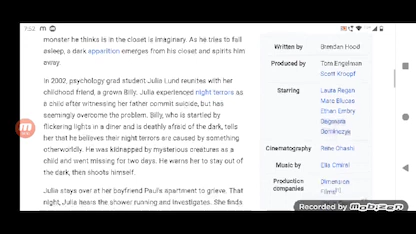 7:52
monster he thinks is in the closet is imaginary. As he tries to fall
asleep, a dark apparition emerges from his closet and spirits him
away.
In 2002, psychology grad student Julia Lund reunites with her
childhood friend, a grown Billy. Julia experienced night terrors as
a child after witnessing her father commit suicide, but has
seemingly overcome the problem. Billy, who is startled by
flickering lights in a diner and is deathly afraid of the dark, tells
her that he believes their night terrors are caused by something
otherworldly. He was kidnapped by mysterious creatures as a
child and went missing for two days. He warns her to stay out of
the dark, then shoots himself.
Julia stays over at her boyfriend Paul's apartment to grieve. That
night, Julia hears the shower running and investigates. She finds
Written by Brendan Hood
Produced by Tom Engelman
Scott Kroopf
Starring Laura Regan
Marc Blucas
Ethan Embry
Dagmara
Dominczyk
Cinematography Rene Ohashi
Music by Elia Cmiral
Production
companies
Dimension
Films[1]
Recorded by Mobizen